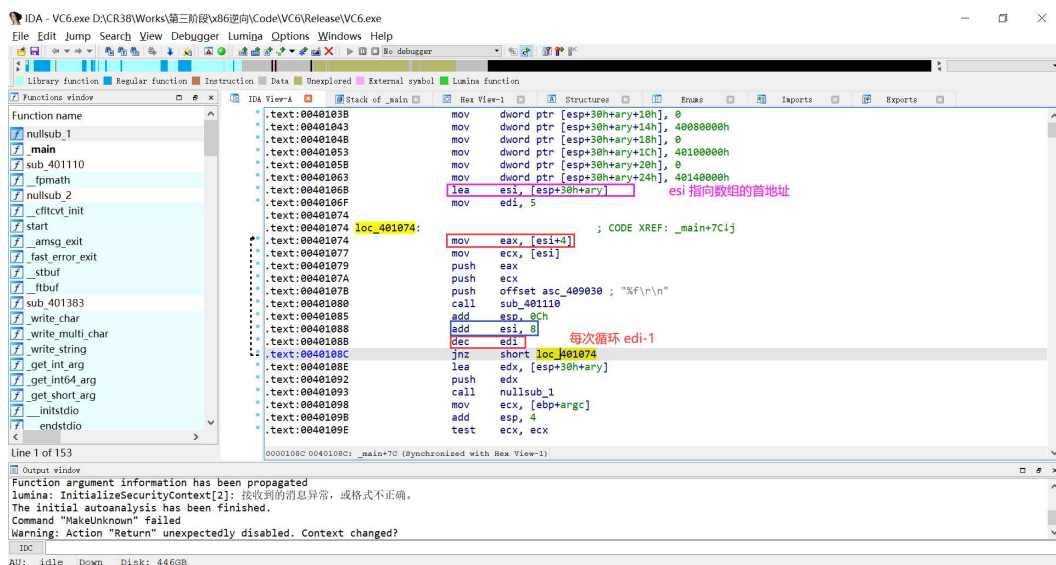 IDA - VC6.exe D:\CR38\Works\第三阶段\x86逆向\Code\VC6\Release\VC6.exe
File Edit Jump Search View Debugger Lumina Options Windows Help
No debugger
Library function Regular function Instruction Data Unexplored External symbol Lumina function
Functions window
IDA View-A Stack of _main Hex View-1 Structures Enums Imports Exports
Function name
nullsub_1
_main
sub_401110
__fpmath
nullsub_2
__cfltcvt_init
start
__amsg_exit
_fast_error_exit
__stbuf
__ftbuf
sub_401383
_write_char
_write_multi_char
_write_string
_get_int_arg
_get_int64_arg
_get_short_arg
___initstdio
endstdio
Line 1 of 153
.text:0040103B mov dword ptr [esp+30h+ary+10h], 0
.text:00401043 mov dword ptr [esp+30h+ary+14h], 40080000h
.text:0040104B mov dword ptr [esp+30h+ary+18h], 0
.text:00401053 mov dword ptr [esp+30h+ary+1Ch], 40100000h
.text:0040105B mov dword ptr [esp+30h+ary+20h], 0
.text:00401063 mov dword ptr [esp+30h+ary+24h], 40140000h
.text:0040106B lea esi, [esp+30h+ary] esi 指向数组的首地址
.text:0040106F mov edi, 5
.text:00401074
.text:00401074 loc_401074: ; CODE XREF: _main+7C↓j
.text:00401074 mov eax, [esi+4]
.text:00401077 mov ecx, [esi]
.text:00401079 push eax
.text:0040107A push ecx
.text:0040107B push offset asc_409030 ; "%f\r\n"
.text:00401080 call sub_401110
.text:00401085 add esp, 0Ch
.text:00401088 add esi, 8
.text:0040108B dec edi 每次循环 edi-1
.text:0040108C jnz short loc_401074
.text:0040108E lea edx, [esp+30h+ary]
.text:00401092 push edx
.text:00401093 call nullsub_1
.text:00401098 mov ecx, [ebp+argc]
.text:0040109B add esp, 4
.text:0040109E test ecx, ecx
0000108C 0040108C: _main+7C (Synchronized with Hex View-1)
Output window
Function argument information has been propagated
lumina: InitializeSecurityContext[2]: 接收到的消息异常，或格式不正确。
The initial autoanalysis has been finished.
Command "MakeUnknown" failed
Warning: Action "Return" unexpectedly disabled. Context changed?
IDC
AU: idle Down Disk: 446GB